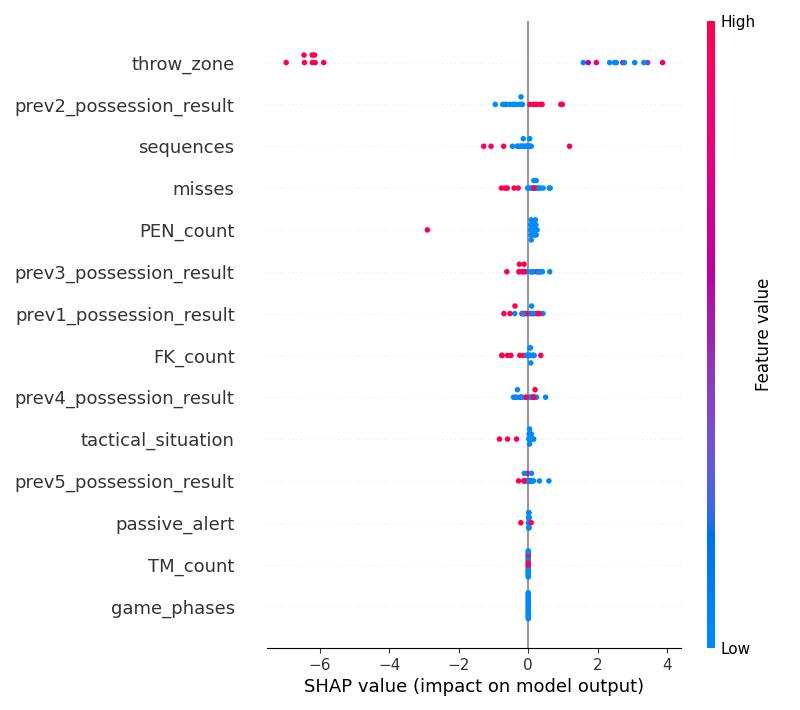 High
throw_zone
prev2_possession_result
sequences
misses
PEN_count
prev3_possession_result
prev1_possession_result
FK_count
prev4_possession_result
tactical_situation
prev5_possession_result
passive_alert
TM_count
game_phases
Feature value
Low
−6 −4 −2 0 2 4
SHAP value (impact on model output)